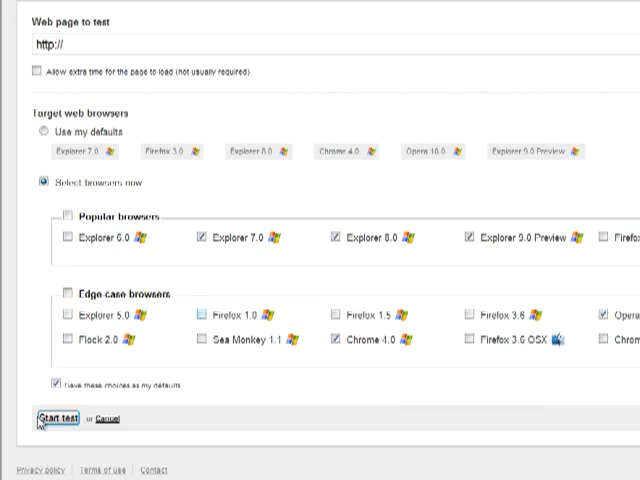 Web page to test
http://
Allow extra time for the page to load (not usually required)
Target web browsers
Use my defaults
Explorer 7.0 Firefox 3.0 Explorer 8.0 Chrome 4.0 Opera 10.0 Explorer 9.0 Preview
Select browsers now
Popular browsers
Explorer 6.0 Explorer 7.0 Explorer 8.0 Explorer 9.0 Preview Firefo
Edge case browsers
Explorer 5.0 Firefox 1.0 Firefox 1.5 Firefox 3.6 Opera
Flock 2.0 Sea Monkey 1.1 Chrome 4.0 Firefox 3.6 OSX Chrom
Save these choices as my defaults
Start test or Cancel
Privacy policy Terms of use Contact